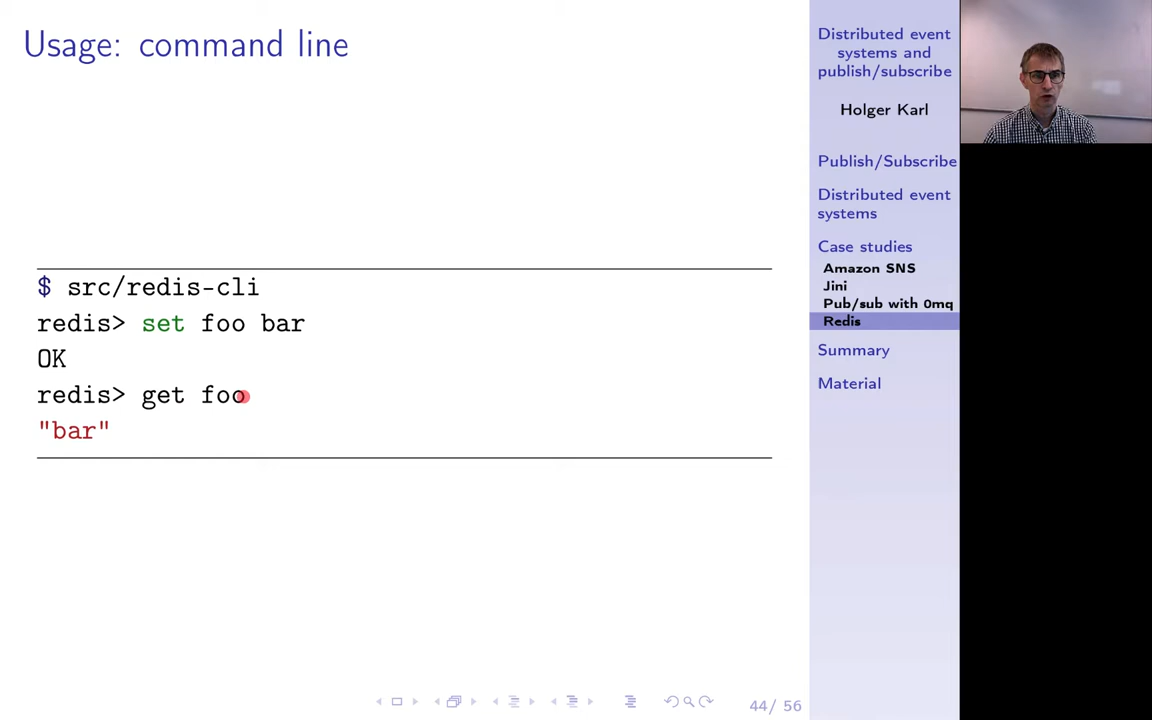 Usage: command line
$ src/redis-cli
redis> set foo bar
OK
redis> get foo
"bar"
44/ 56
Distributed event
systems and
publish/subscribe
Holger Karl
Publish/Subscribe
Distributed event
systems
Case studies
Amazon SNS
Jini
Pub/sub with 0mq
Redis
Summary
Material